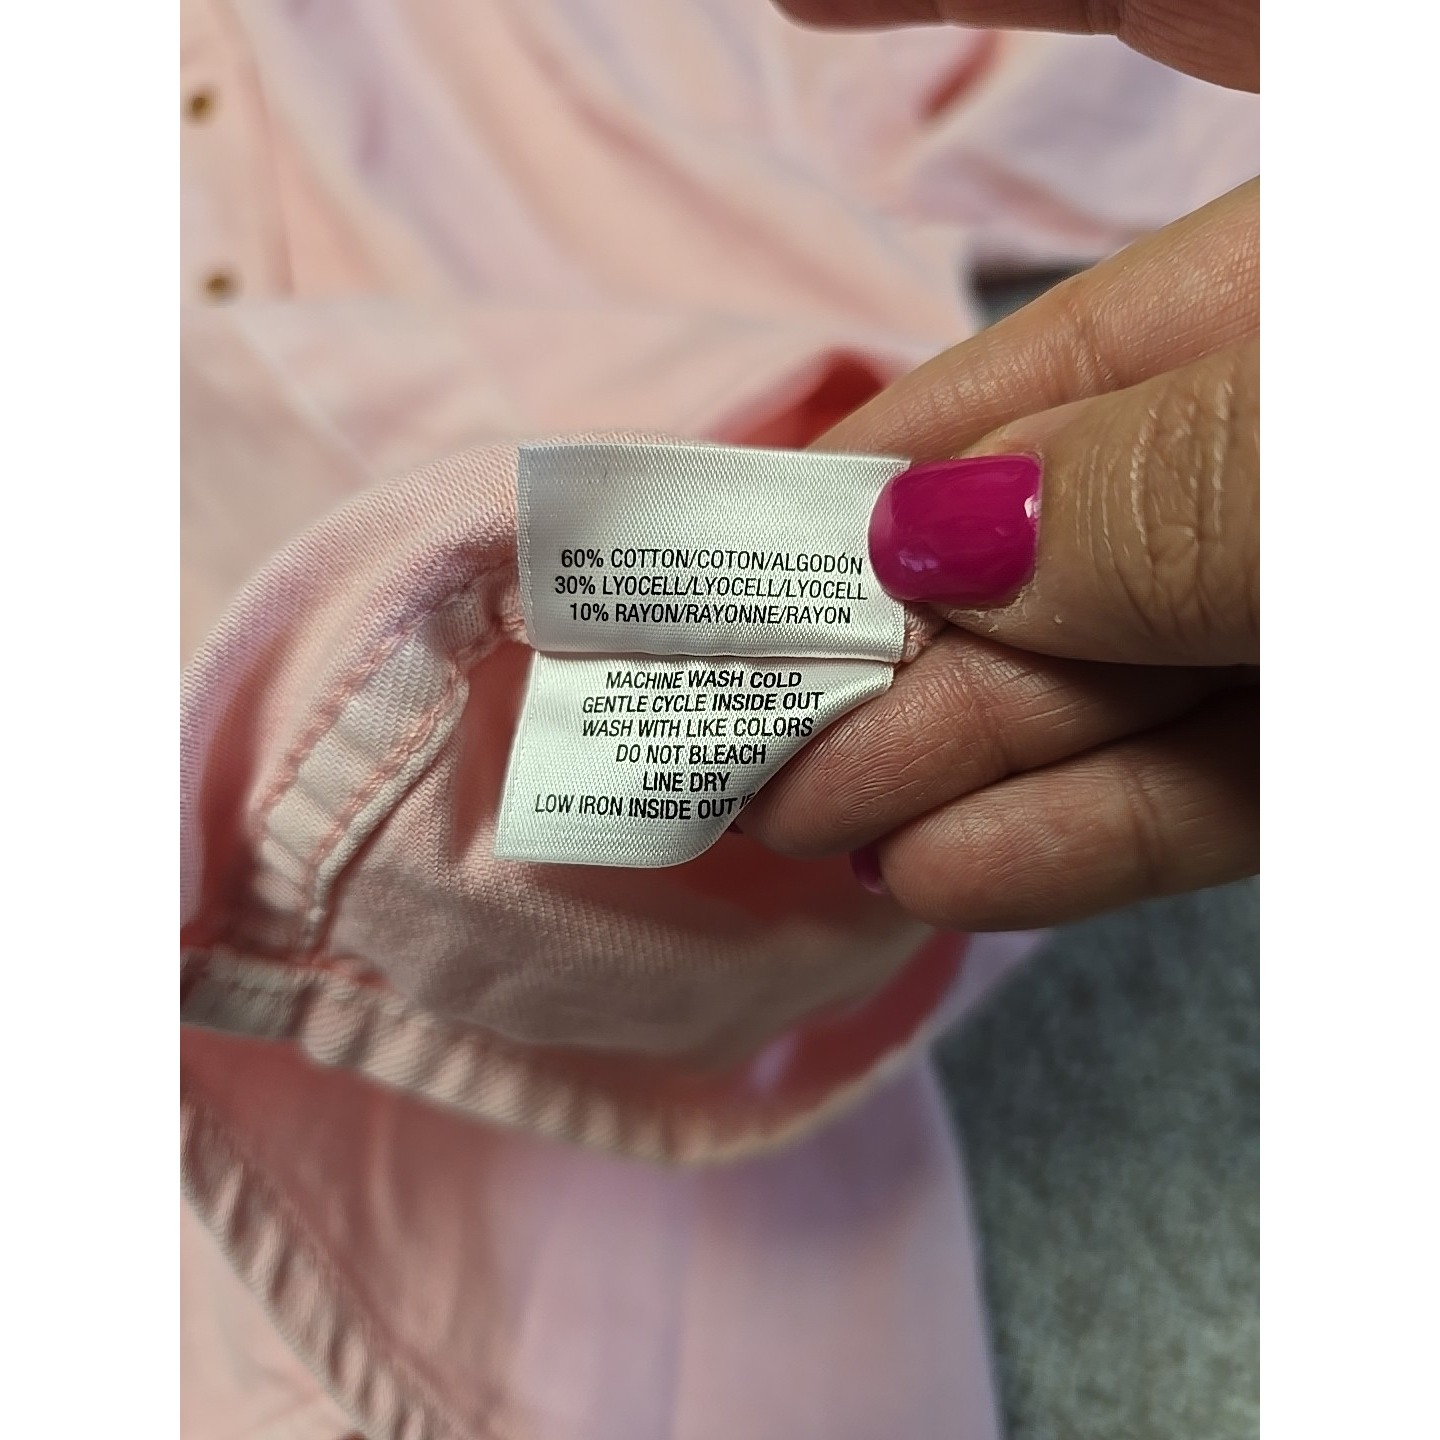 60% COTTON/COTON/ALGODÓN
30% LYOCELL/LYOCELL/LYOCELL
10% RAYON/RAYONNE/RAYON
MACHINE WASH COLD
GENTLE CYCLE INSIDE OUT
WASH WITH LIKE COLORS
DO NOT BLEACH
LINE DRY
LOW IRON INSIDE OUT